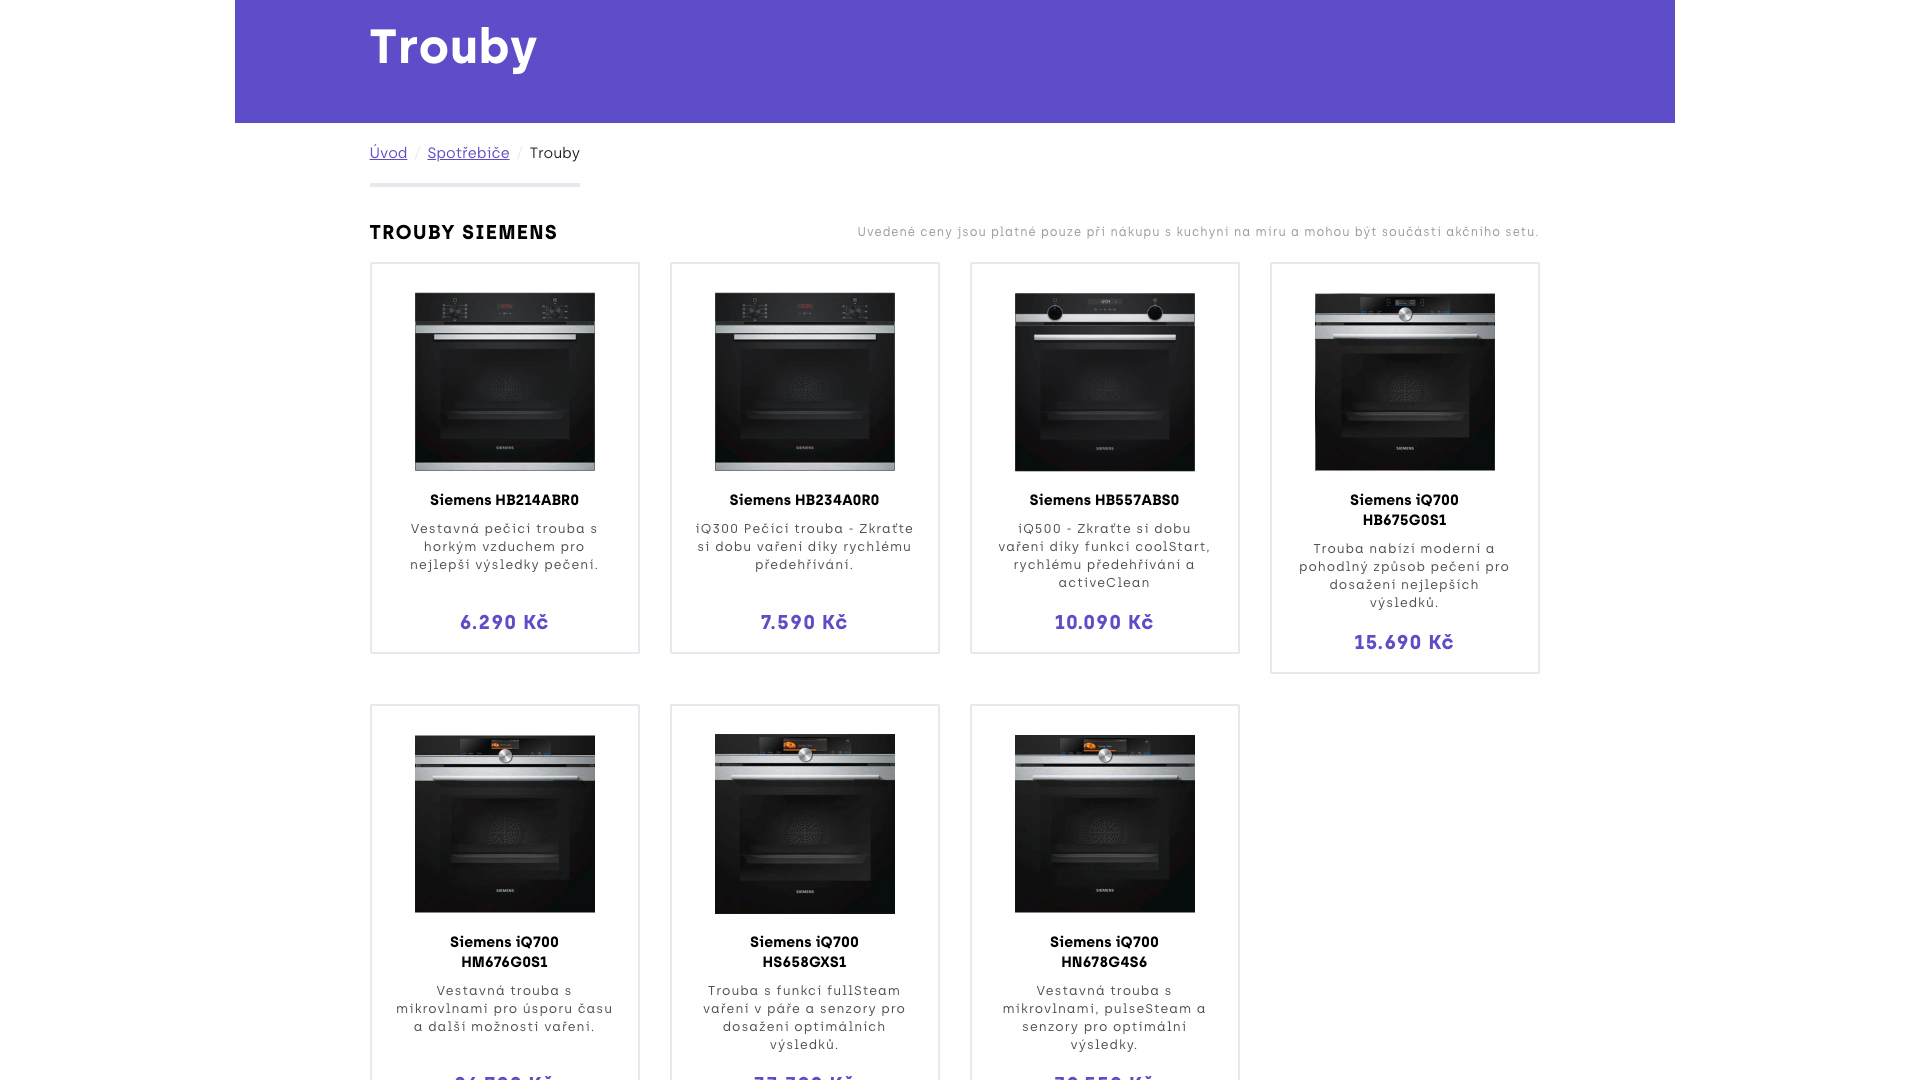 Trouby
Úvod / Spotřebiče / Trouby
TROUBY SIEMENS
Uvedené ceny jsou platné pouze při nákupu s kuchyní na míru a mohou být součástí akčního setu.
Siemens HB214ABR0
Vestavná pečící trouba s
horkým vzduchem pro
nejlepší výsledky pečení.
6.290 Kč
Siemens HB234A0R0
iQ300 Pečící trouba - Zkraťte
si dobu vaření díky rychlému
předehřívání.
7.590 Kč
Siemens HB557ABS0
iQ500 - Zkraťte si dobu
vaření díky funkci coolStart,
rychlému předehřívání a
activeClean
10.090 Kč
Siemens iQ700
HB675G0S1
Trouba nabízí moderní a
pohodlný způsob pečení pro
dosažení nejlepších
výsledků.
15.690 Kč
Siemens iQ700
HM676G0S1
Vestavná trouba s
mikrovlnami pro úsporu času
a další možnosti vaření.
Siemens iQ700
HS658GXS1
Trouba s funkcí fullSteam
vaření v páře a senzory pro
dosažení optimálních
výsledků.
Siemens iQ700
HN678G4S6
Vestavná trouba s
mikrovlnami, pulseSteam a
senzory pro optimální
výsledky.